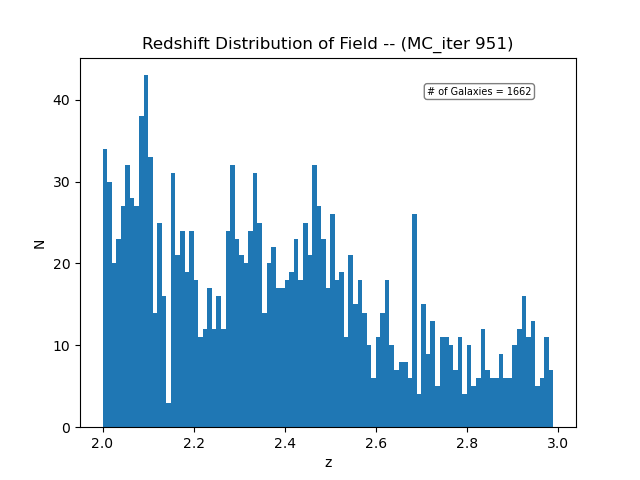 Redshift Distribution of Field -- (MC_iter 951)
# of Galaxies = 1662
N
40
30
20
10
0
2.0 2.2 2.4 2.6 2.8 3.0
z